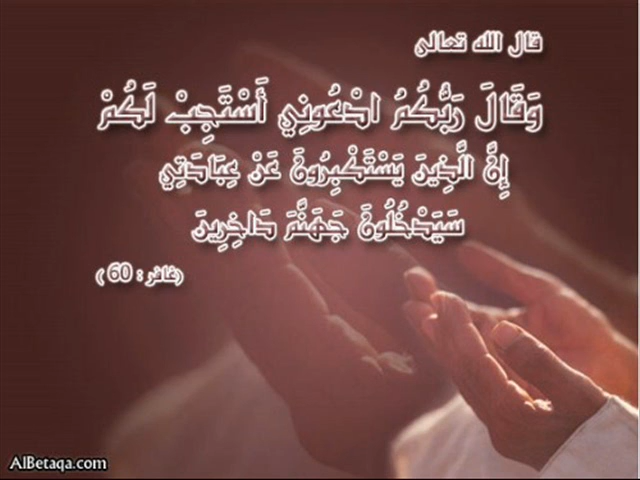 قال الله تعالى
وَقَالَ رَبُّكُمُ ادْعُونِي أَسْتَجِبْ لَكُمْ
إِنَّ الَّذِينَ يَسْتَكْبِرُونَ عَنْ عِبَادَتِي
سَيَدْخُلُونَ جَهَنَّمَ دَاخِرِينَ
(غافر : 60 )
AlBetaqa.com